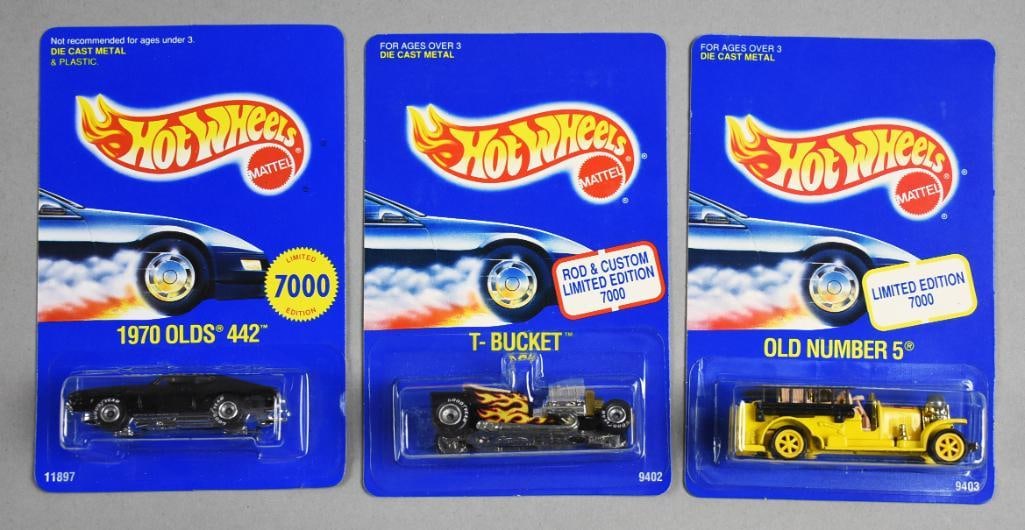 Not recommended for ages under 3.
DIE CAST METAL
& PLASTIC.
HOT WHEELS®
MATTEL®
LIMITED
7000
EDITION
1970 OLDS® 442™
11897
FOR AGES OVER 3
DIE CAST METAL
HOT WHEELS®
MATTEL®
ROD & CUSTOM
LIMITED EDITION
7000
T- BUCKET™
GOODYEAR
9402
FOR AGES OVER 3
DIE CAST METAL
HOT WHEELS®
MATTEL®
LIMITED EDITION
7000
OLD NUMBER 5®
9403